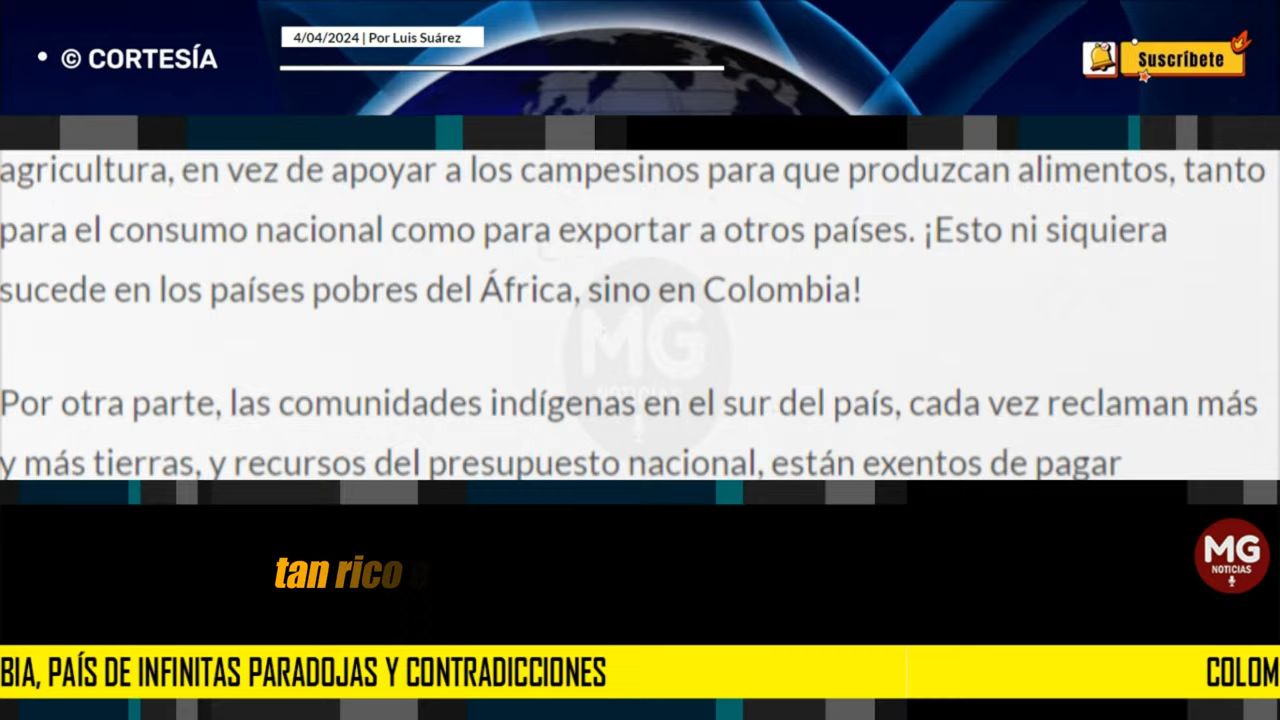 • © CORTESÍA
4/04/2024 | Por Luis Suárez
Suscríbete
agricultura, en vez de apoyar a los campesinos para que produzcan alimentos, tanto
para el consumo nacional como para exportar a otros países. ¡Esto ni siquiera
sucede en los países pobres del África, sino en Colombia!
MG
NOTICIAS
Por otra parte, las comunidades indígenas en el sur del país, cada vez reclaman más
y más tierras, y recursos del presupuesto nacional, están exentos de pagar
tan rico
MG
NOTICIAS
BIA, PAÍS DE INFINITAS PARADOJAS Y CONTRADICCIONES
COLOM